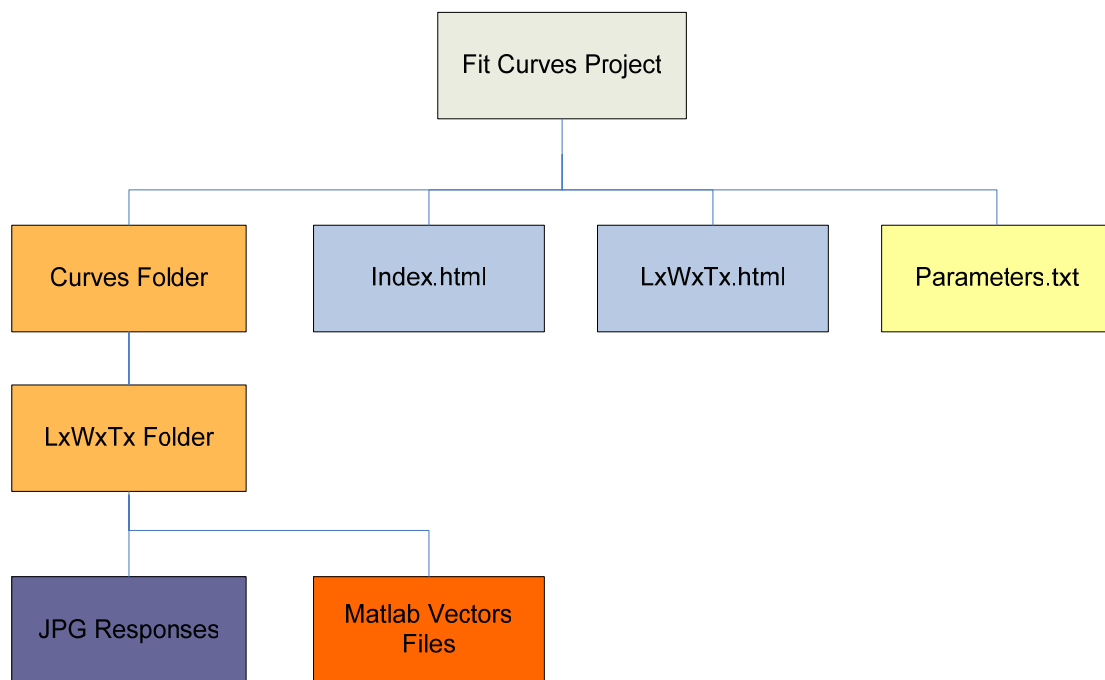 Fit Curves Project
Curves Folder
Index.html
LxWxTx.html
Parameters.txt
LxWxTx Folder
JPG Responses
Matlab Vectors
Files